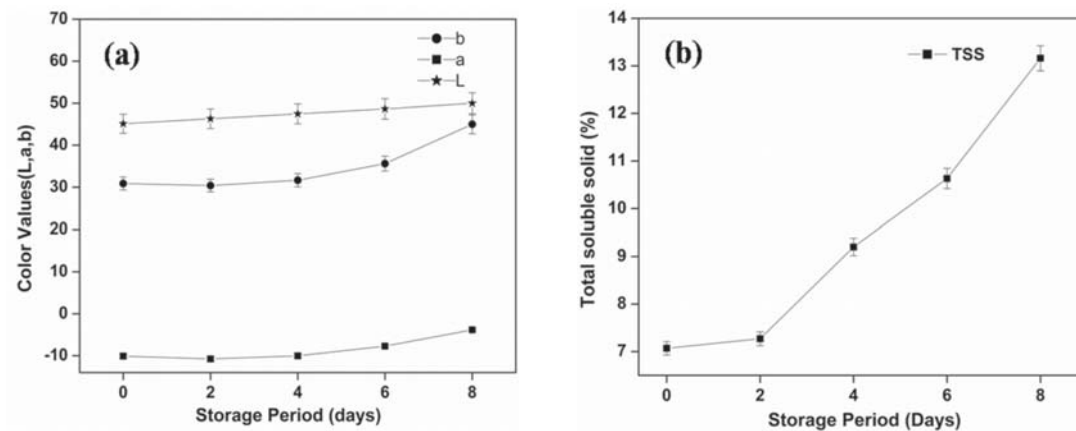 (a)
b
a
L
70
60
50
40
30
20
10
0
-10
Color Values(L,a,b)
0 2 4 6 8
Storage Period (days)
(b)
TSS
14
13
12
11
10
9
8
7
Total soluble solid (%)
0 2 4 6 8
Storage Period (Days)